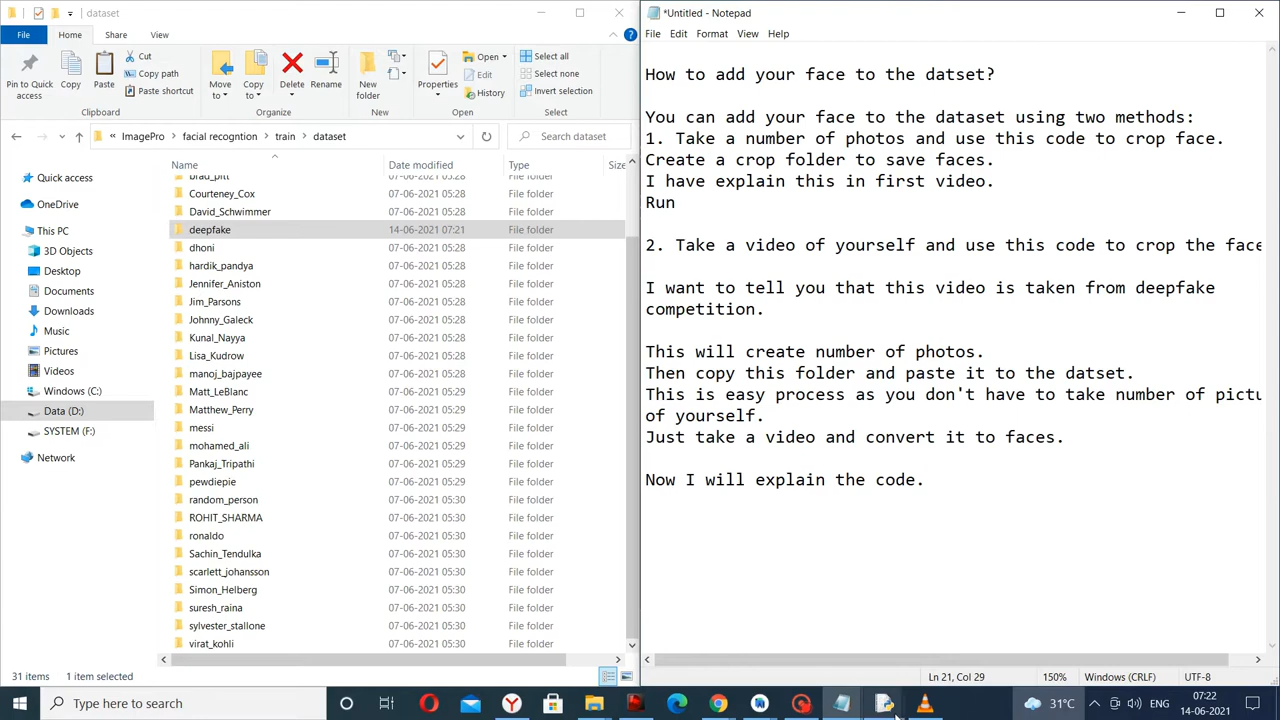 dataset
*Untitled - Notepad
File
Home
Share
View
File
Edit
Format
View
Help
Pin to Quick access
Copy
Paste
Cut
Copy path
Paste shortcut
Move to
Copy to
Delete
Rename
New folder
Properties
Open
Edit
History
Select all
Select none
Invert selection
Clipboard
Organize
New
Open
Select
« ImagePro > facial recogntion > train > dataset
Search dataset
Name
Date modified
Type
Size
Quick access
OneDrive
This PC
3D Objects
Desktop
Documents
Downloads
Music
Pictures
Videos
Windows (C:)
Data (D:)
SYSTEM (F:)
Network
brad_pitt 07-06-2021 05:28 File folder
Courteney_Cox 07-06-2021 05:28 File folder
David_Schwimmer 07-06-2021 05:28 File folder
deepfake 14-06-2021 07:21 File folder
dhoni 07-06-2021 05:28 File folder
hardik_pandya 07-06-2021 05:28 File folder
Jennifer_Aniston 07-06-2021 05:28 File folder
Jim_Parsons 07-06-2021 05:28 File folder
Johnny_Galeck 07-06-2021 05:28 File folder
Kunal_Nayya 07-06-2021 05:28 File folder
Lisa_Kudrow 07-06-2021 05:28 File folder
manoj_bajpayee 07-06-2021 05:28 File folder
Matt_LeBlanc 07-06-2021 05:29 File folder
Matthew_Perry 07-06-2021 05:29 File folder
messi 07-06-2021 05:29 File folder
mohamed_ali 07-06-2021 05:29 File folder
Pankaj_Tripathi 07-06-2021 05:29 File folder
pewdiepie 07-06-2021 05:29 File folder
random_person 07-06-2021 05:30 File folder
ROHIT_SHARMA 07-06-2021 05:30 File folder
ronaldo 07-06-2021 05:30 File folder
Sachin_Tendulka 07-06-2021 05:30 File folder
scarlett_johansson 07-06-2021 05:30 File folder
Simon_Helberg 07-06-2021 05:30 File folder
suresh_raina 07-06-2021 05:30 File folder
sylvester_stallone 07-06-2021 05:30 File folder
virat_kohli 07-06-2021 05:30 File folder
31 items
1 item selected
How to add your face to the datset?
You can add your face to the dataset using two methods:
1. Take a number of photos and use this code to crop face.
Create a crop folder to save faces.
I have explain this in first video.
Run
2. Take a video of yourself and use this code to crop the face
I want to tell you that this video is taken from deepfake
competition.
This will create number of photos.
Then copy this folder and paste it to the datset.
This is easy process as you don't have to take number of pictu
of yourself.
Just take a video and convert it to faces.
Now I will explain the code.
Ln 21, Col 29
150%
Windows (CRLF)
UTF-8
Type here to search
31°C
ENG
07:22
14-06-2021